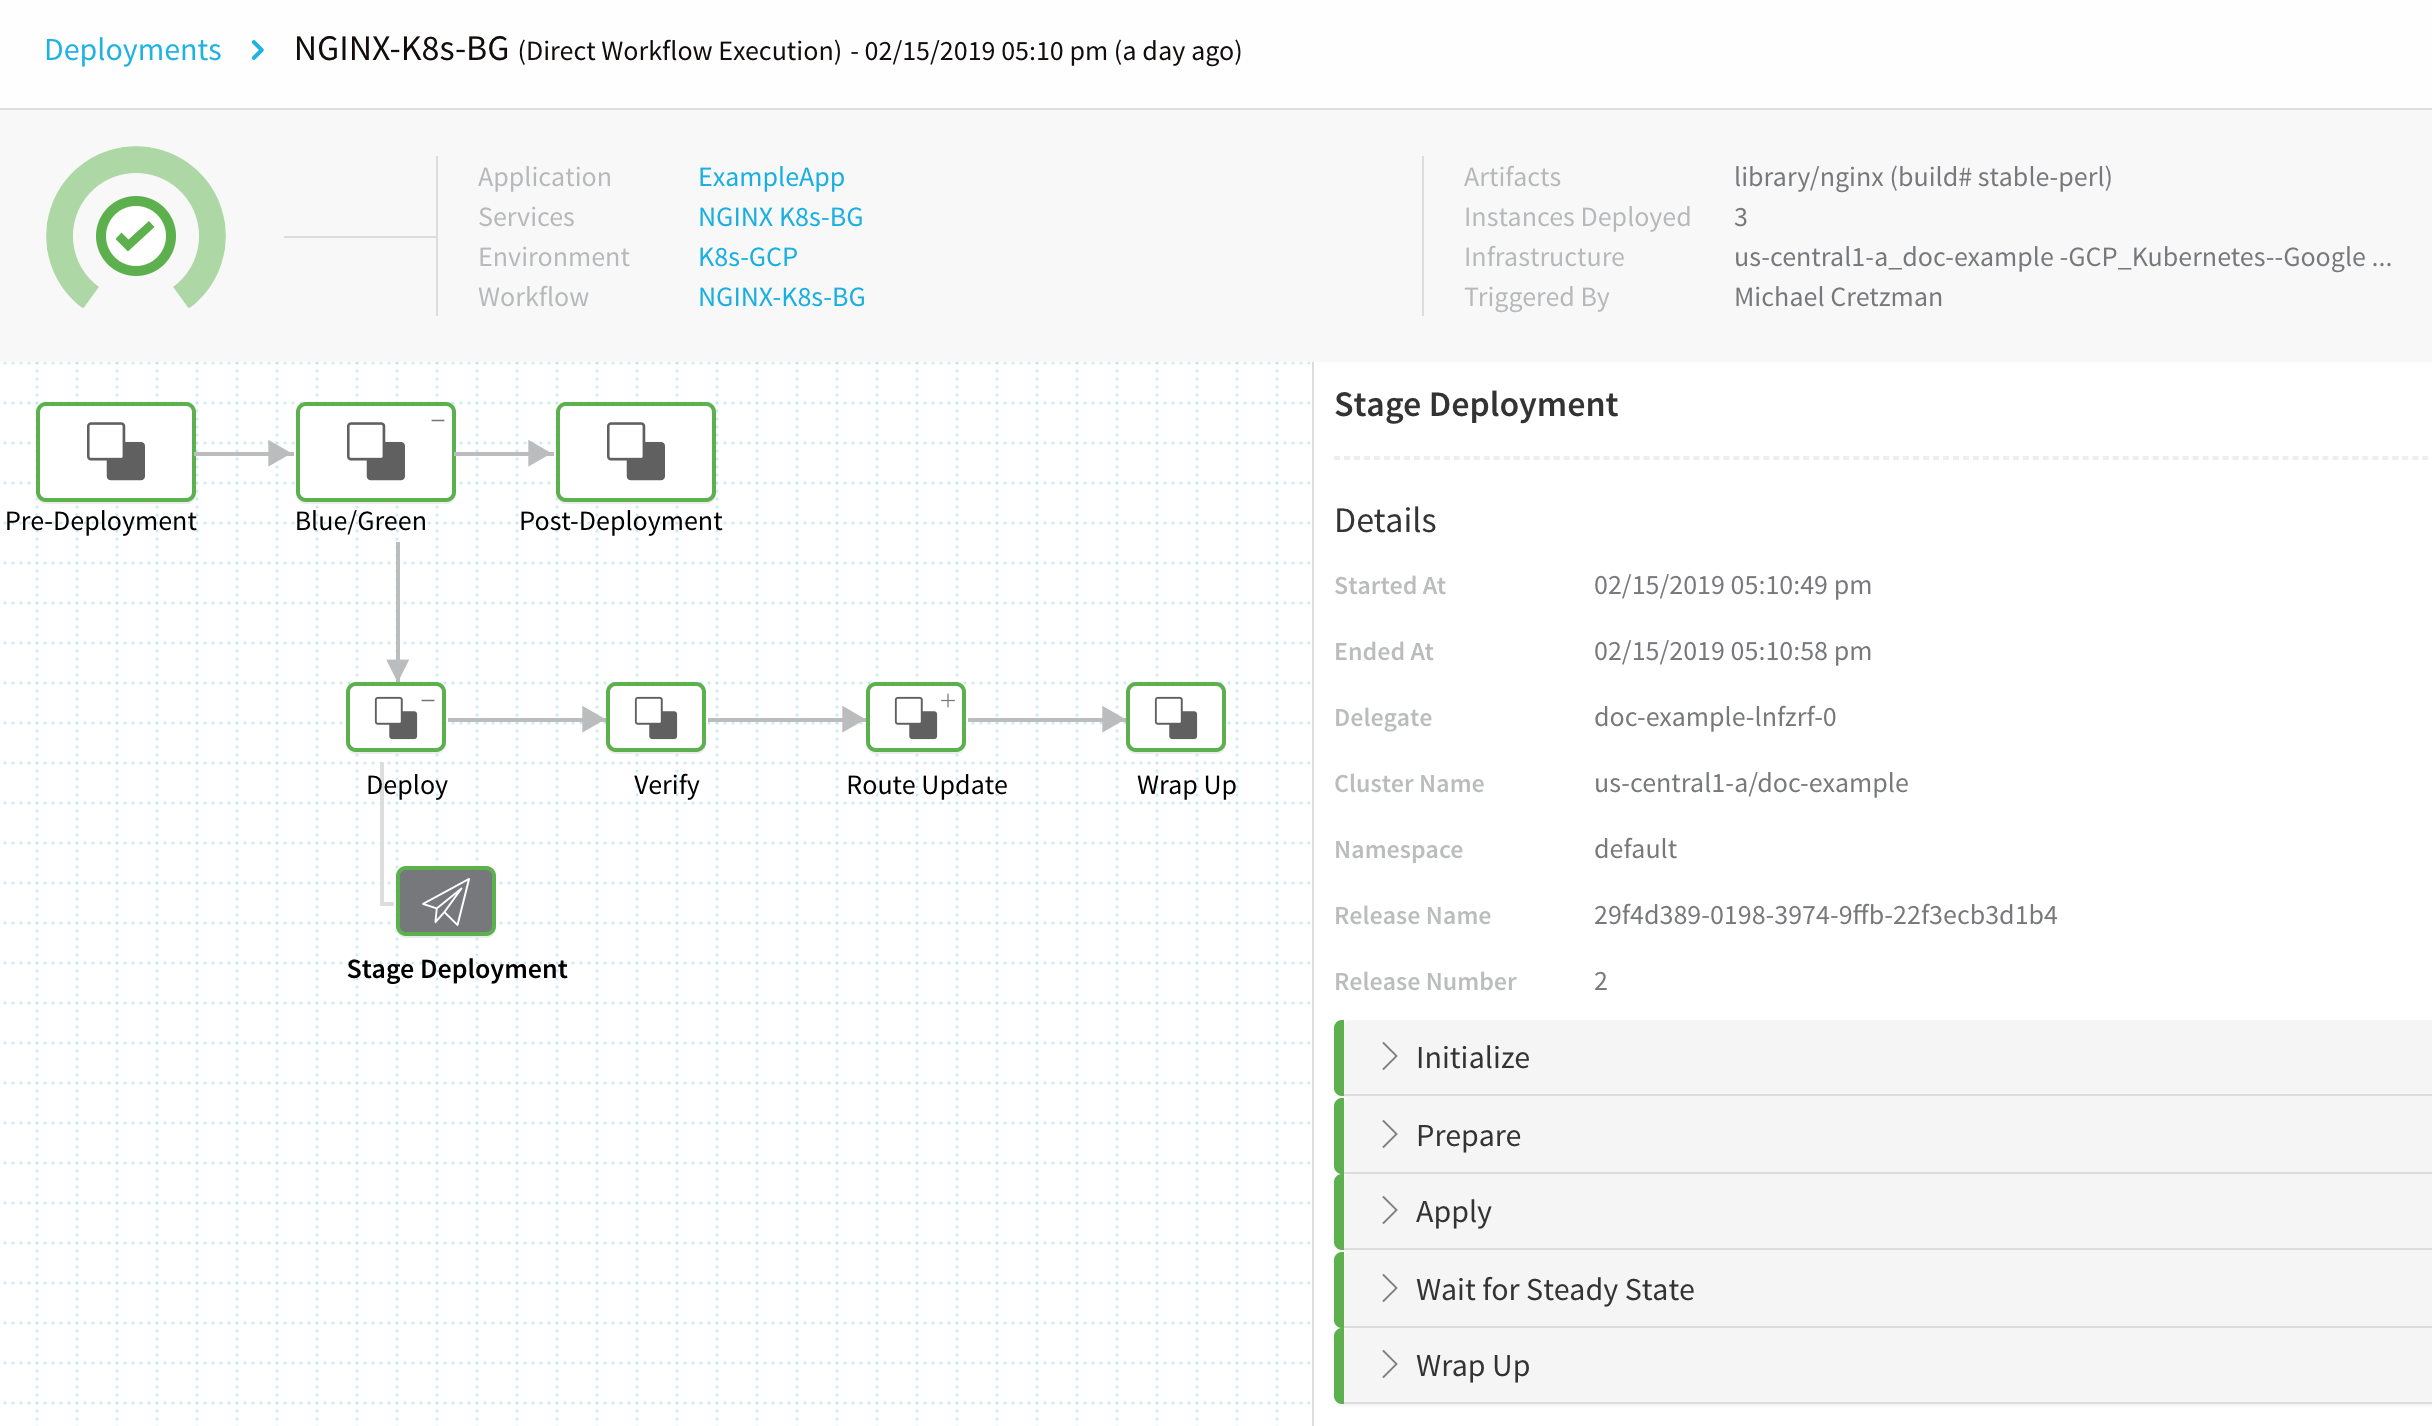 Deployments > NGINX-K8s-BG (Direct Workflow Execution) - 02/15/2019 05:10 pm (a day ago)
Application ExampleApp
Services NGINX K8s-BG
Environment K8s-GCP
Workflow NGINX-K8s-BG
Artifacts library/nginx (build# stable-perl)
Instances Deployed 3
Infrastructure us-central1-a_doc-example -GCP_Kubernetes--Google ...
Triggered By Michael Cretzman
Pre-Deployment
Blue/Green
Post-Deployment
Deploy
Verify
Route Update
Wrap Up
Stage Deployment
Stage Deployment
Details
Started At 02/15/2019 05:10:49 pm
Ended At 02/15/2019 05:10:58 pm
Delegate doc-example-lnfzrf-0
Cluster Name us-central1-a/doc-example
Namespace default
Release Name 29f4d389-0198-3974-9ffb-22f3ecb3d1b4
Release Number 2
Initialize
Prepare
Apply
Wait for Steady State
Wrap Up